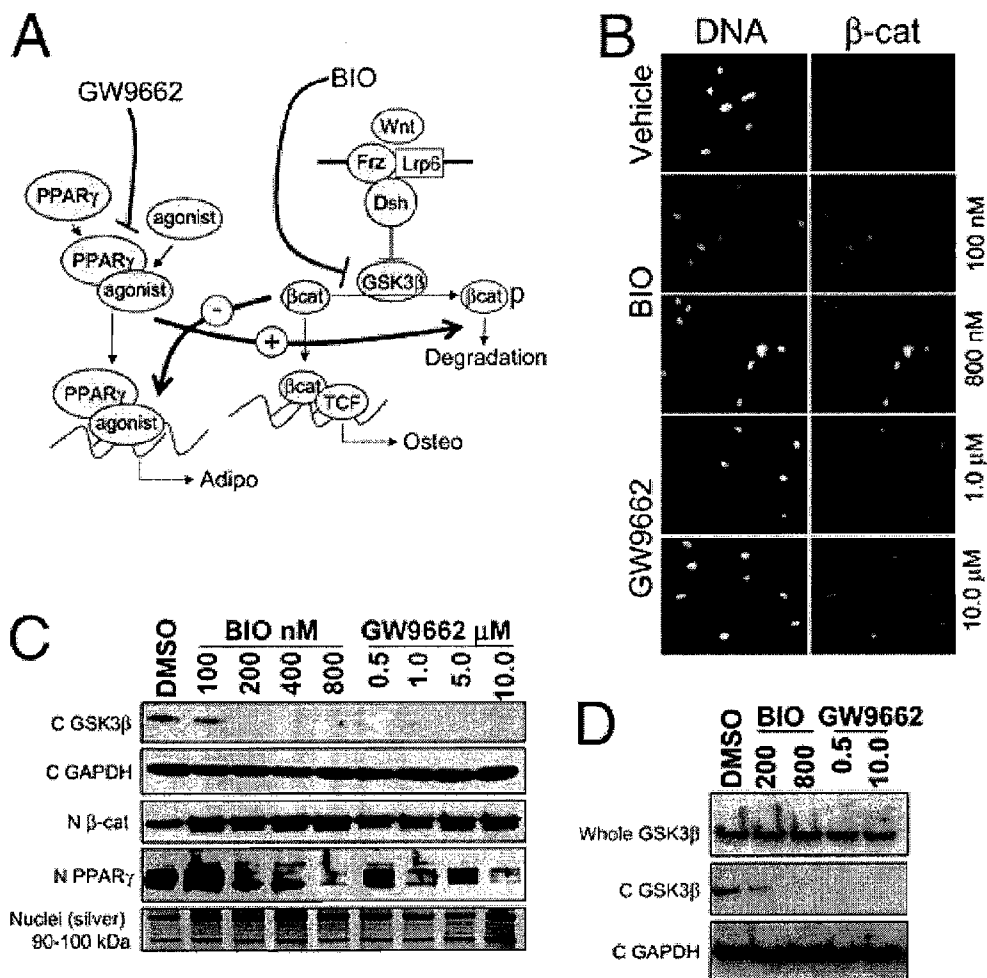 A
GW9662
BIO
Wnt
Frz
Lrp6
Dsh
PPARγ
agonist
PPARγ
agonist
GSK3β
βcat
βcat p
-
+
Degradation
PPARγ
agonist
βcat
TCF
Osteo
Adipo
B
DNA β-cat
Vehicle
BIO
100 nM
800 nM
GW9662
1.0 μM
10.0 μM
C
BIO nM GW9662 μM
DMSO 100 200 400 800 0.5 1.0 5.0 10.0
C GSK3β
C GAPDH
N β-cat
N PPARγ
Nuclei (silver)
90-100 kDa
D
BIO GW9662
DMSO 200 800 0.5 10.0
Whole GSK3β
C GSK3β
C GAPDH